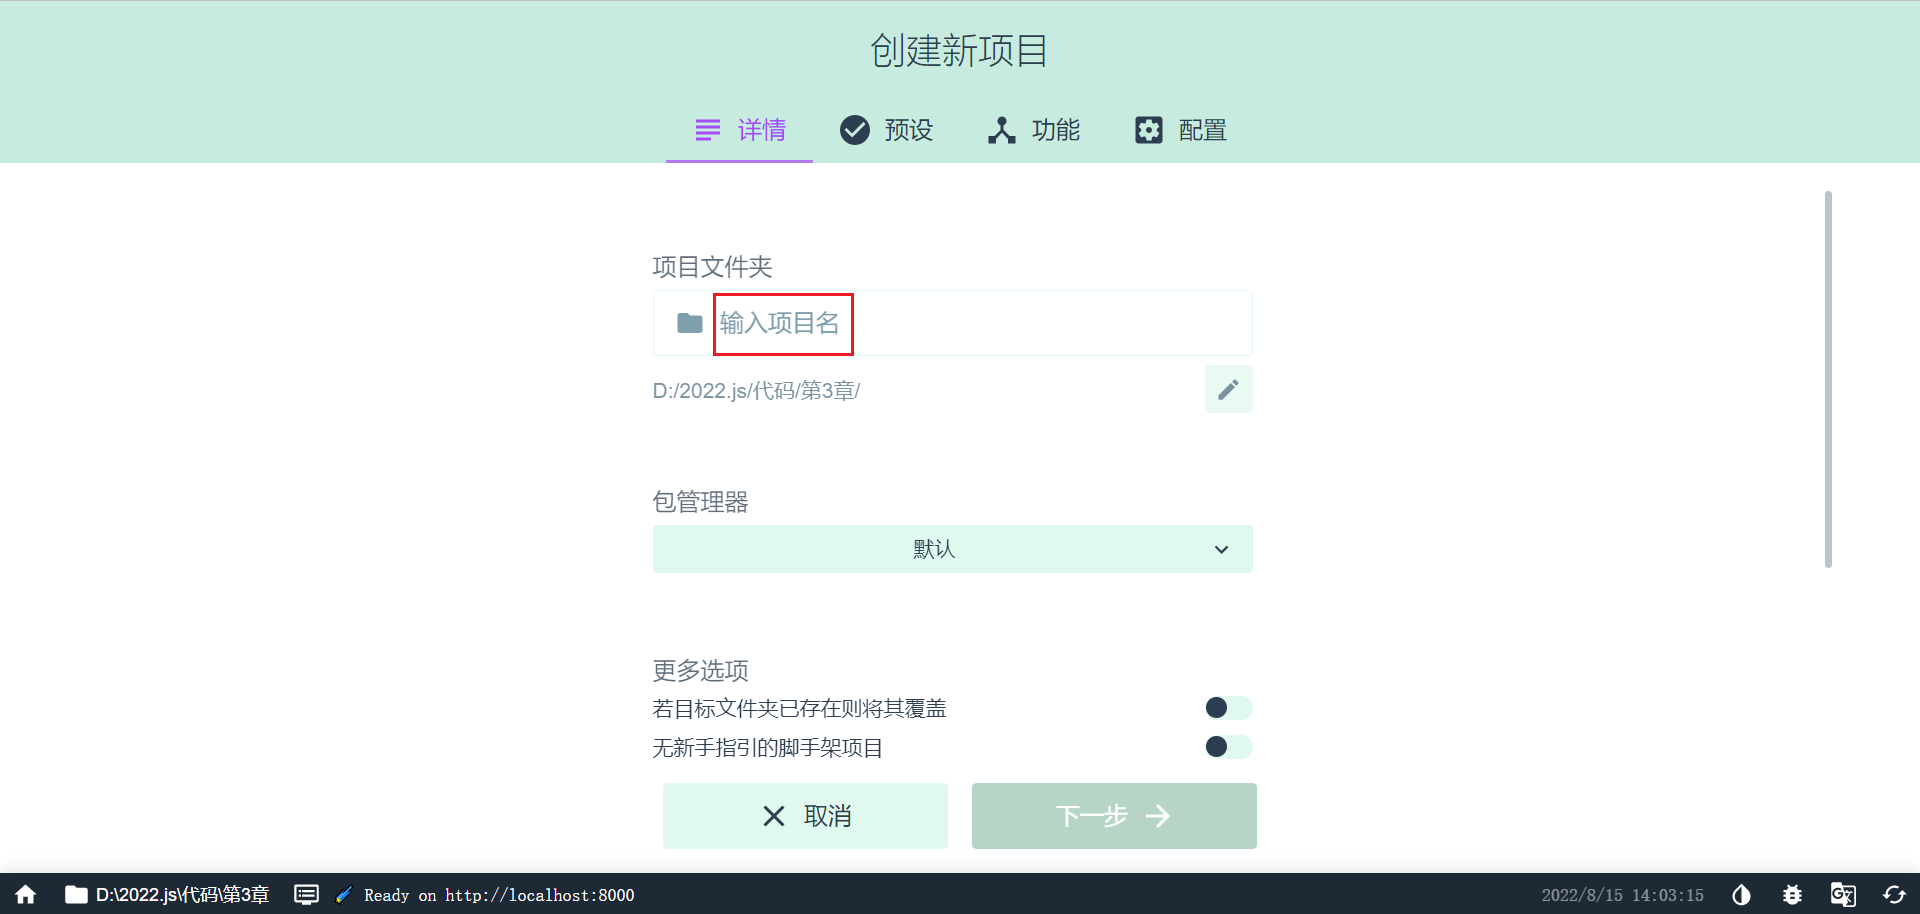 创建新项目
详情 预设 功能 配置
项目文件夹
输入项目名
D:/2022.js/代码/第3章/
包管理器
默认
更多选项
若目标文件夹已存在则将其覆盖
无新手指引的脚手架项目
取消 下一步
D:\2022.js\代码\第3章 Ready on http://localhost:8000 2022/8/15 14:03:15